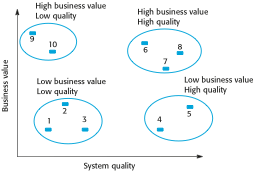 High business value
Low quality
9
10
High business value
High quality
6
8
7
Low business value
Low quality
1
2
3
Low business value
High quality
4
5
Business value
System quality